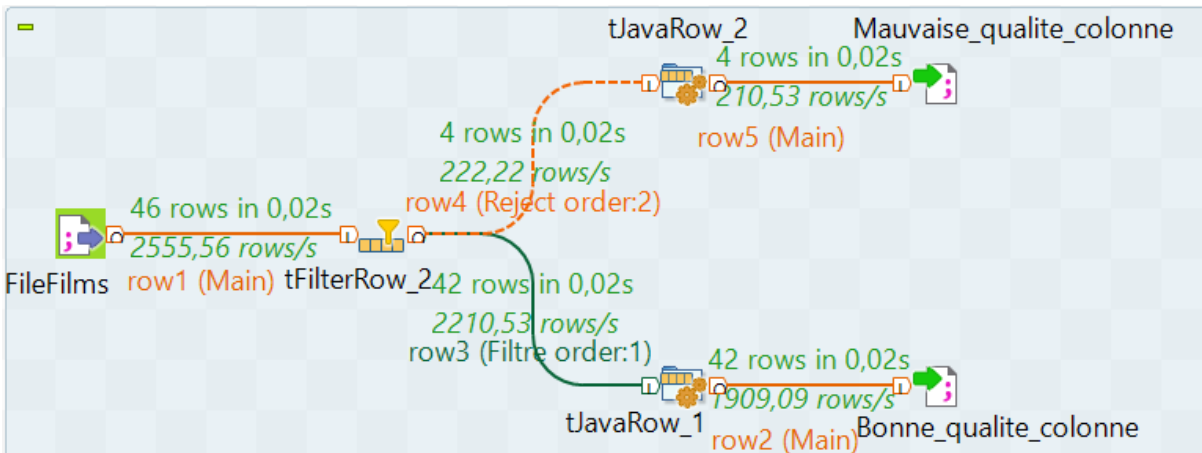 tJavaRow_2
Mauvaise_qualite_colonne
4 rows in 0,02s
210,53 rows/s
row5 (Main)
4 rows in 0,02s
222,22 rows/s
row4 (Reject order:2)
46 rows in 0,02s
2555,56 rows/s
FileFilms
row1 (Main)
tFilterRow_2
42 rows in 0,02s
2210,53 rows/s
row3 (Filtre order:1)
42 rows in 0,02s
1909,09 rows/s
tJavaRow_1
row2 (Main)
Bonne_qualite_colonne